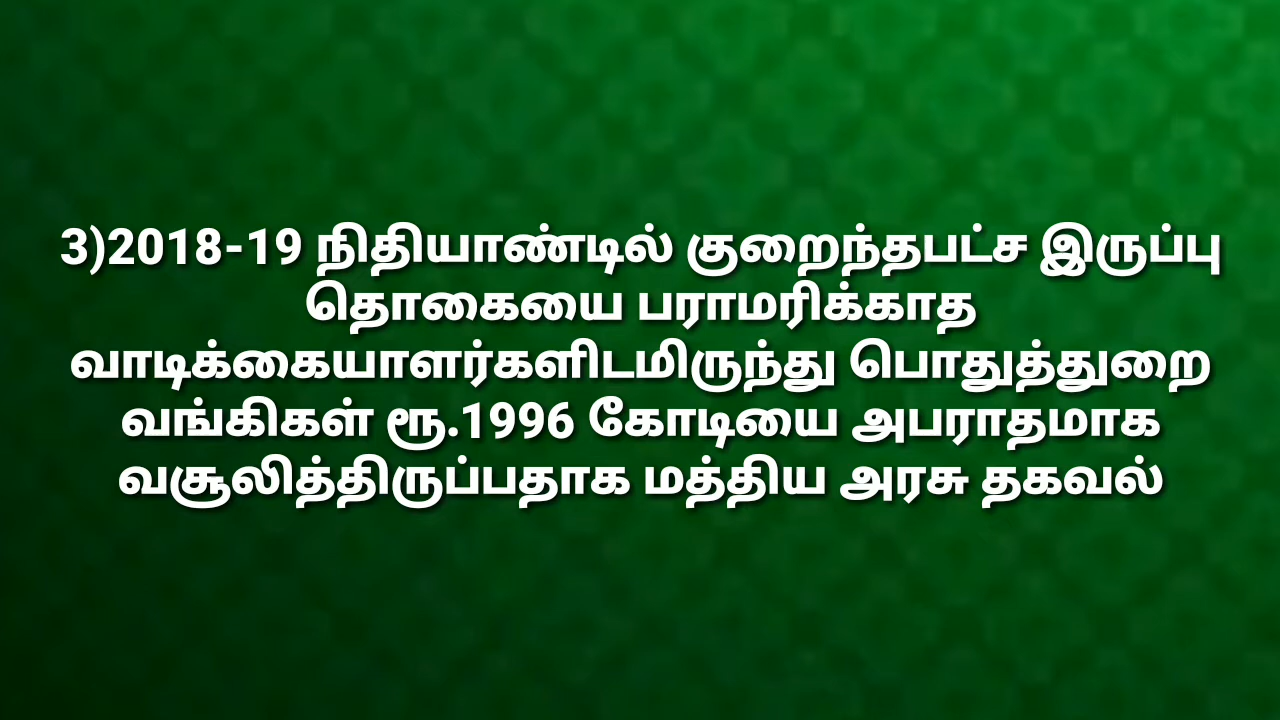 3)2018-19 நிதியாண்டில் குறைந்தபட்ச இருப்பு
தொகையை பராமரிக்காத
வாடிக்கையாளர்களிடமிருந்து பொதுத்துறை
வங்கிகள் ரூ.1996 கோடியை அபராதமாக
வசூலித்திருப்பதாக மத்திய அரசு தகவல்